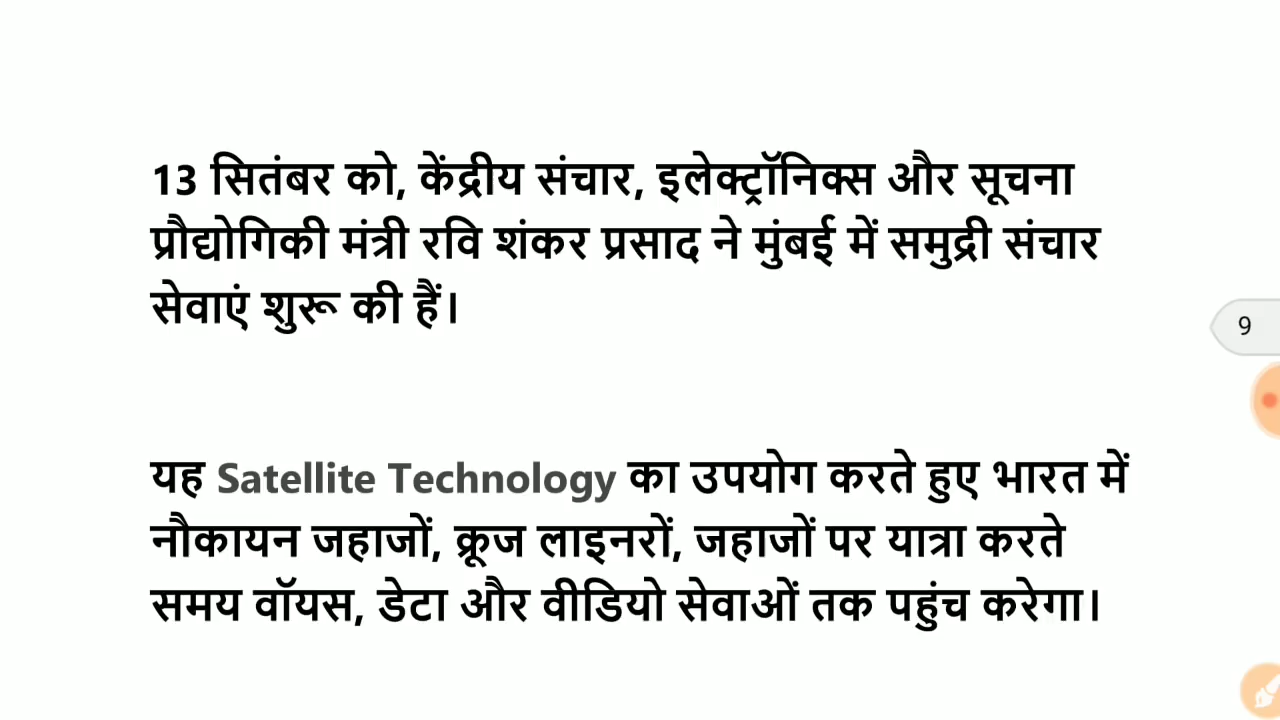 13 सितंबर को, केंद्रीय संचार, इलेक्ट्रॉनिक्स और सूचना
प्रौद्योगिकी मंत्री रवि शंकर प्रसाद ने मुंबई में समुद्री संचार
सेवाएं शुरू की हैं।
9
यह Satellite Technology का उपयोग करते हुए भारत में
नौकायन जहाजों, क्रूज लाइनरों, जहाजों पर यात्रा करते
समय वॉयस, डेटा और वीडियो सेवाओं तक पहुंच करेगा।